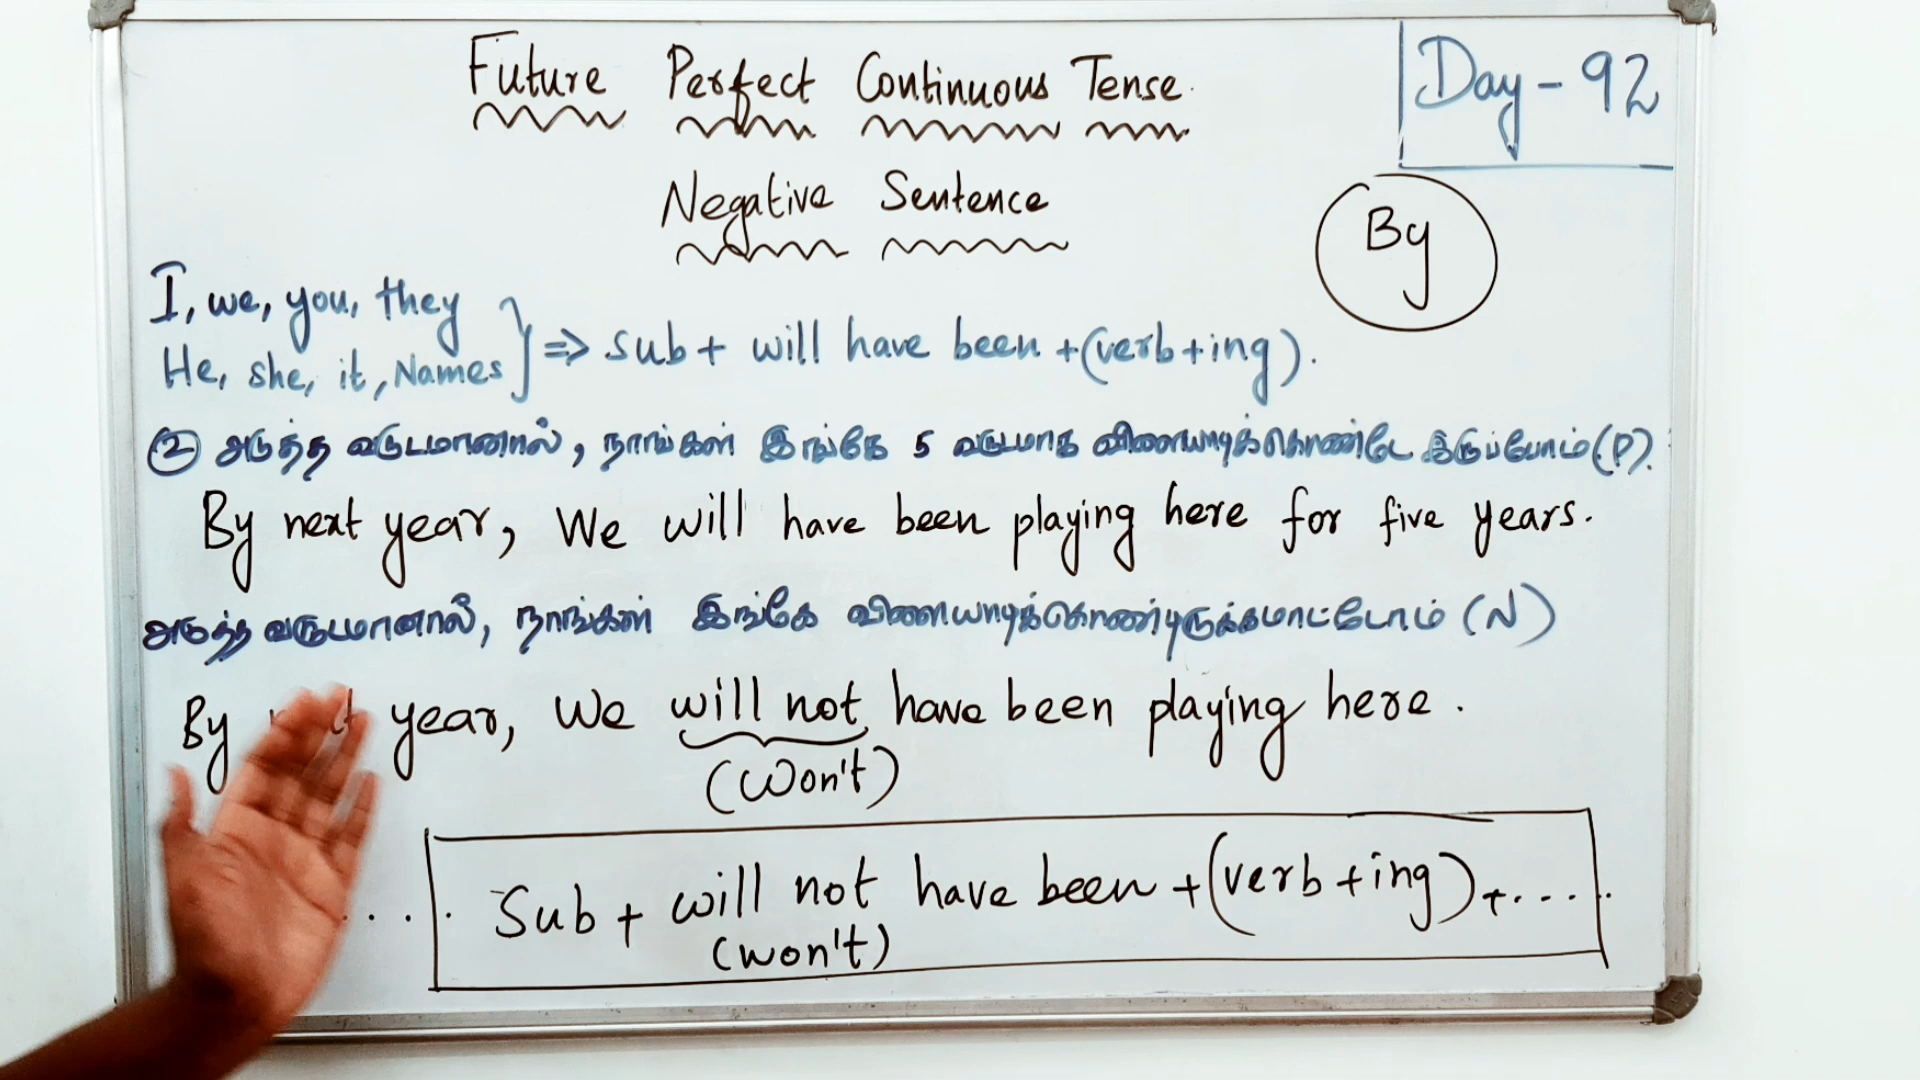 Future Perfect Continuous Tense.
Day - 92
Negative Sentence
By
I, we, you, they
He, she, it, Names } => sub + will have been + (verb + ing).
② அடுத்த வருடமானால், நாங்கள் இங்கே 5 வருடமாக விளையாடிக்கொண்டே இருப்போம் (P).
By next year, We will have been playing here for five years.
அடுத்த வருடமானால், நாங்கள் இங்கே விளையாடிக்கொண்டிருக்கமாட்டோம் (N)
By year, We will not have been playing here.
(Won't)
... Sub + will not have been + (verb + ing) + .....
(won't)